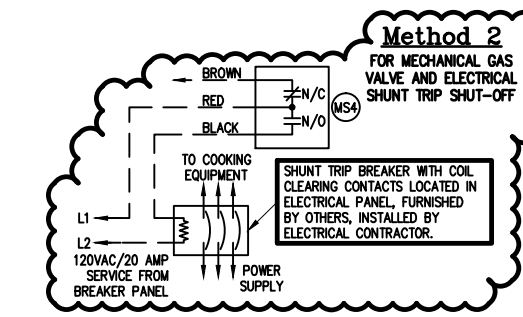 Method 2
FOR MECHANICAL GAS
VALVE AND ELECTRICAL
SHUNT TRIP SHUT-OFF
BROWN
RED
BLACK
N/C
N/O
MS4
TO COOKING
EQUIPMENT
SHUNT TRIP BREAKER WITH COIL
CLEARING CONTACTS LOCATED IN
ELECTRICAL PANEL, FURNISHED
BY OTHERS, INSTALLED BY
ELECTRICAL CONTRACTOR.
L1
L2
120VAC/20 AMP
SERVICE FROM
BREAKER PANEL
POWER
SUPPLY